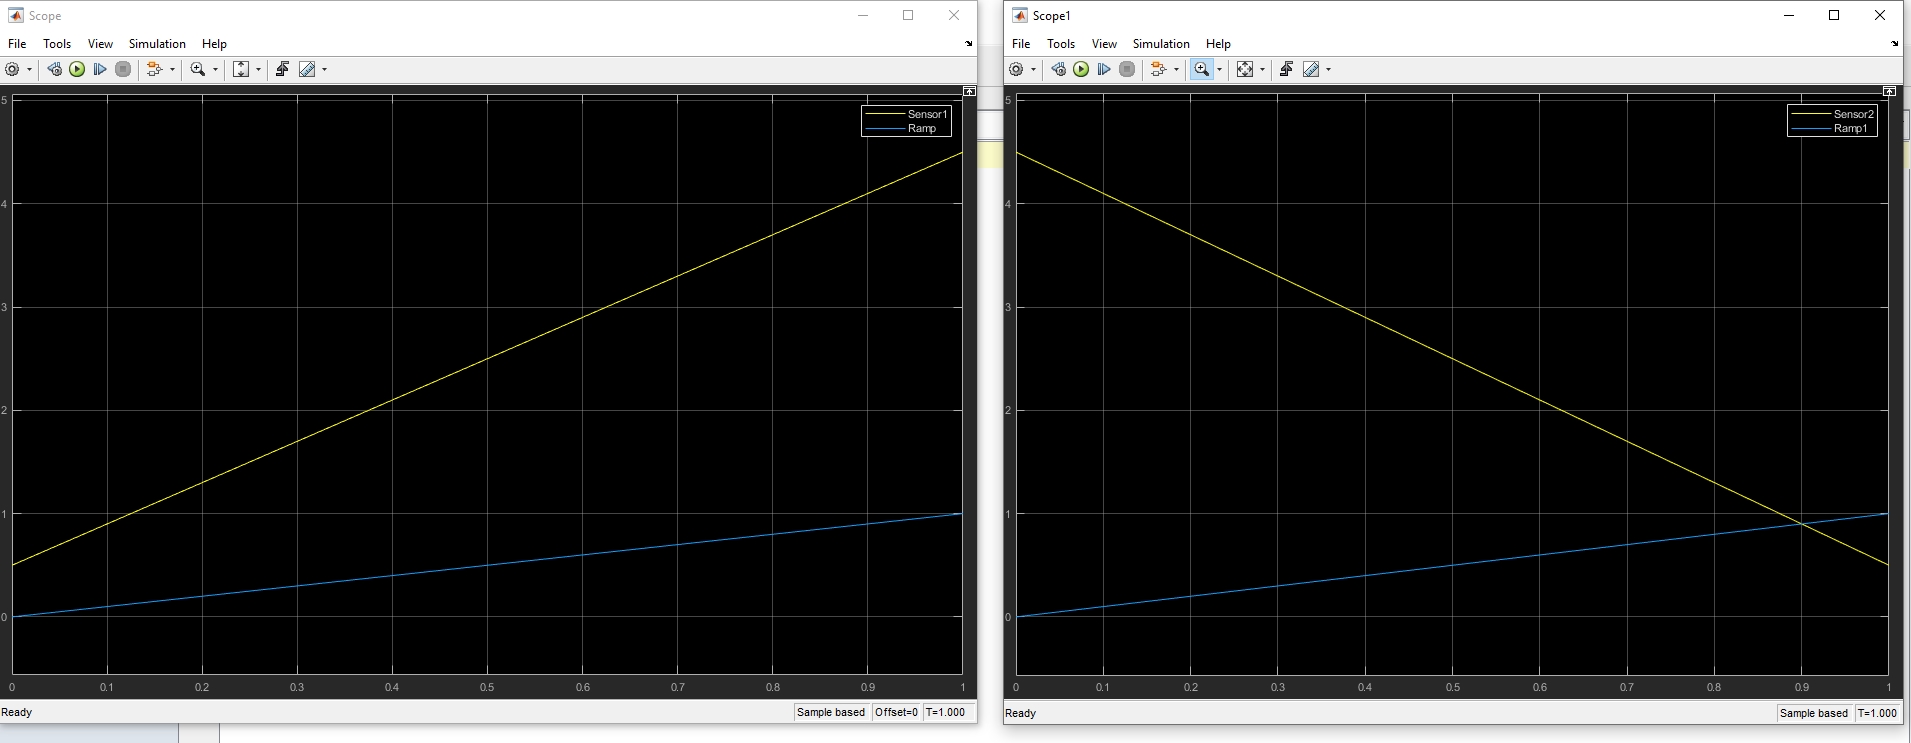 Scope
File Tools View Simulation Help
5
4
3
2
1
0
Sensor1
Ramp
0 0.1 0.2 0.3 0.4 0.5 0.6 0.7 0.8 0.9 1
Ready Sample based Offset=0 T=1.000
Scope1
File Tools View Simulation Help
5
4
3
2
1
0
Sensor2
Ramp1
0 0.1 0.2 0.3 0.4 0.5 0.6 0.7 0.8 0.9 1
Ready Sample based T=1.000